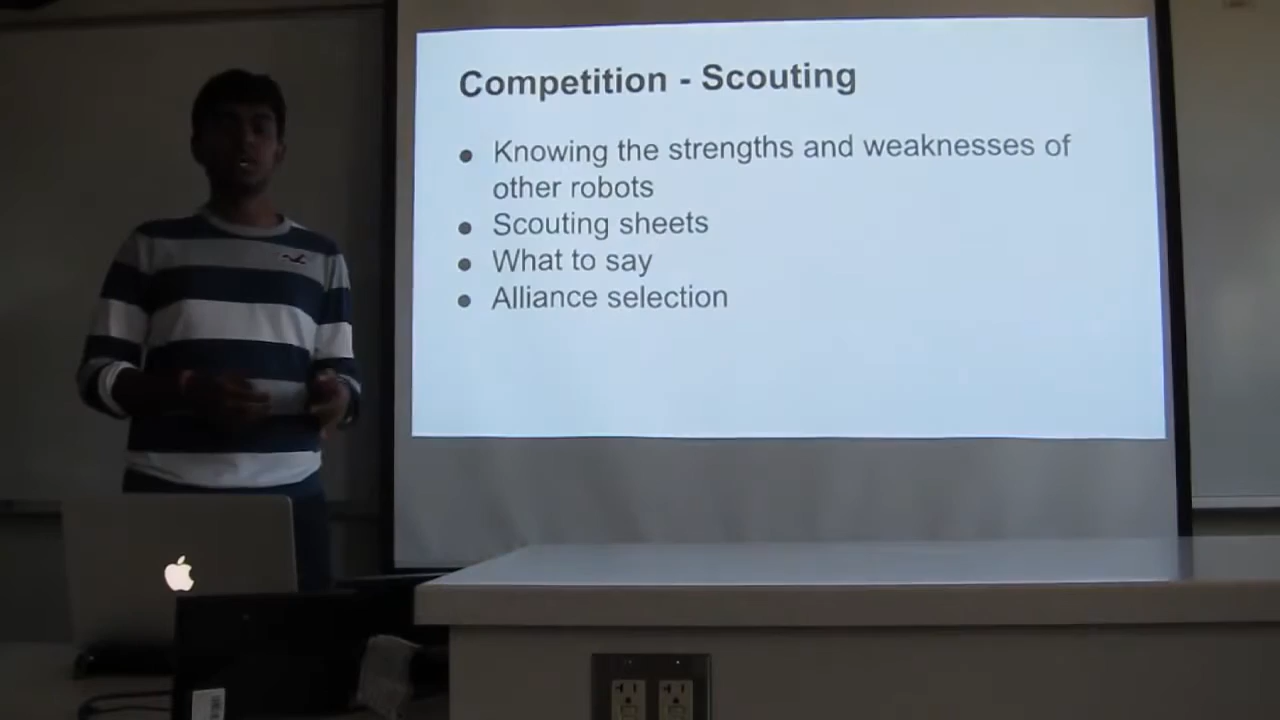 Competition - Scouting
● Knowing the strengths and weaknesses of
other robots
● Scouting sheets
● What to say
● Alliance selection